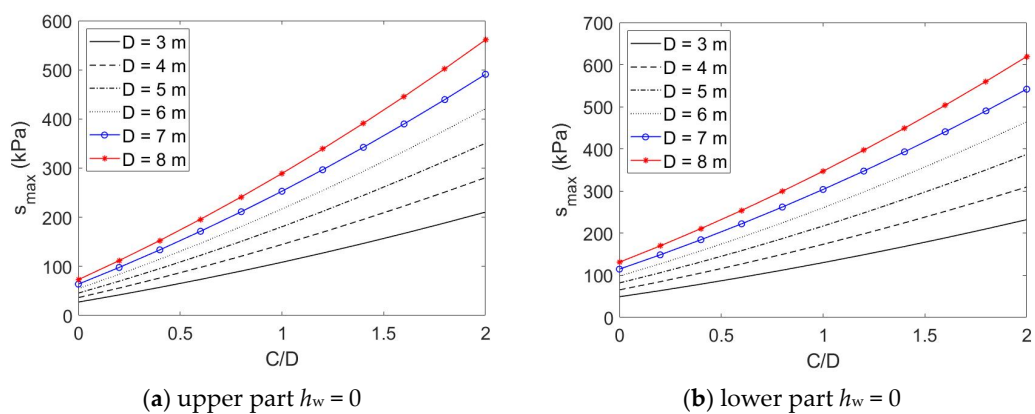 600
500
400
300
200
100
0
s_max (kPa)
D = 3 m
D = 4 m
D = 5 m
D = 6 m
D = 7 m
D = 8 m
0 0.5 1 1.5 2
C/D
(a) upper part h_w = 0
700
600
500
400
300
200
100
0
s_max (kPa)
D = 3 m
D = 4 m
D = 5 m
D = 6 m
D = 7 m
D = 8 m
0 0.5 1 1.5 2
C/D
(b) lower part h_w = 0